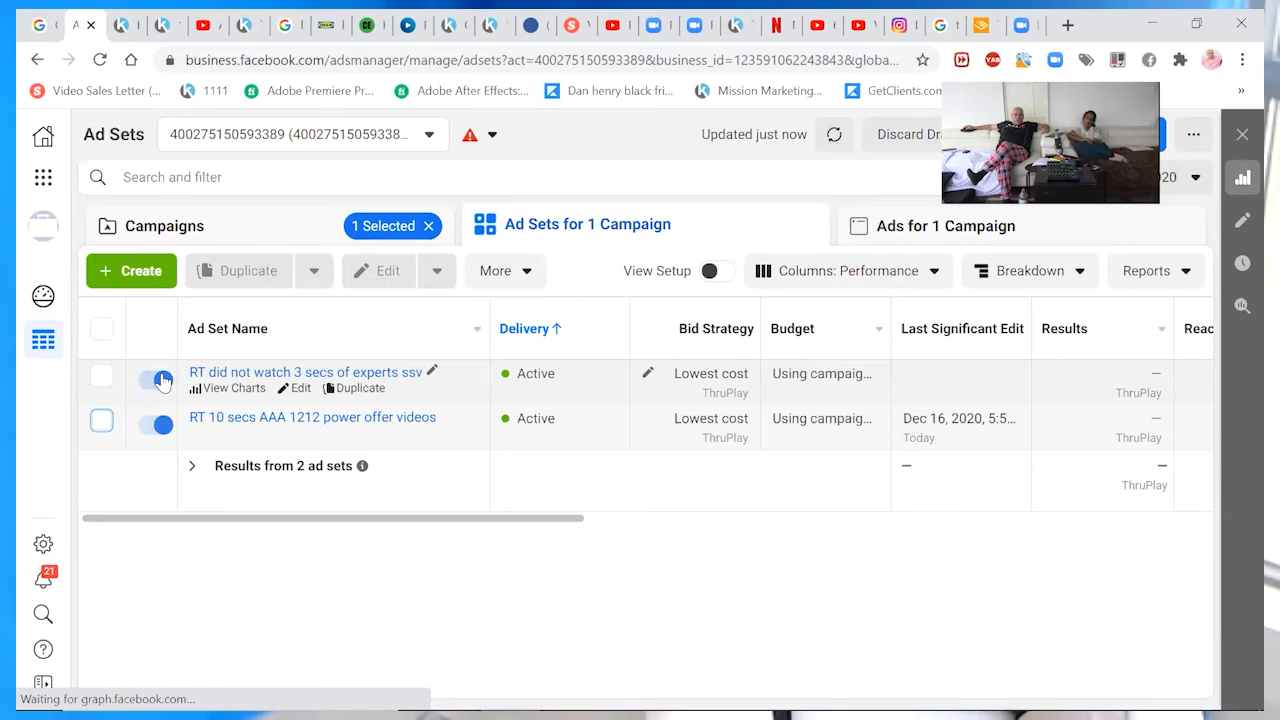 business.facebook.com/adsmanager/manage/adsets?act=400275150593389&business_id=123591062243843&globa...
Video Sales Letter (...
1111
Adobe Premiere Pr...
Adobe After Effects:...
Dan henry black fri...
Mission Marketing...
GetClients.com
»
Ad Sets
400275150593389 (40027515059338...
Updated just now
Discard Dr
Search and filter
2020
Campaigns
1 Selected
Ad Sets for 1 Campaign
Ads for 1 Campaign
+ Create
Duplicate
Edit
More
View Setup
Columns: Performance
Breakdown
Reports
Ad Set Name
Delivery ↑
Bid Strategy
Budget
Last Significant Edit
Results
Reac
RT did not watch 3 secs of experts ssv
Active
Lowest cost
Using campaig...
—
View Charts
Edit
Duplicate
ThruPlay
ThruPlay
RT 10 secs AAA 1212 power offer videos
Active
Lowest cost
Using campaig...
Dec 16, 2020, 5:5...
—
ThruPlay
Today
ThruPlay
Results from 2 ad sets
—
—
ThruPlay
21
Waiting for graph.facebook.com...